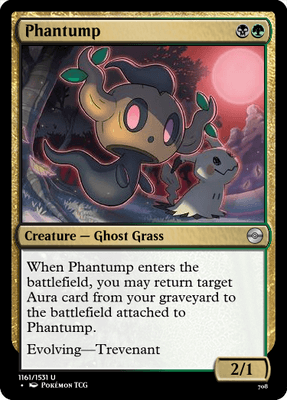 Phantump
Creature — Ghost Grass
When Phantump enters the
battlefield, you may return target
Aura card from your graveyard to
the battlefield attached to
Phantump.
Evolving—Trevenant
2/1
1161/1531 U
• Pokémon TCG
708